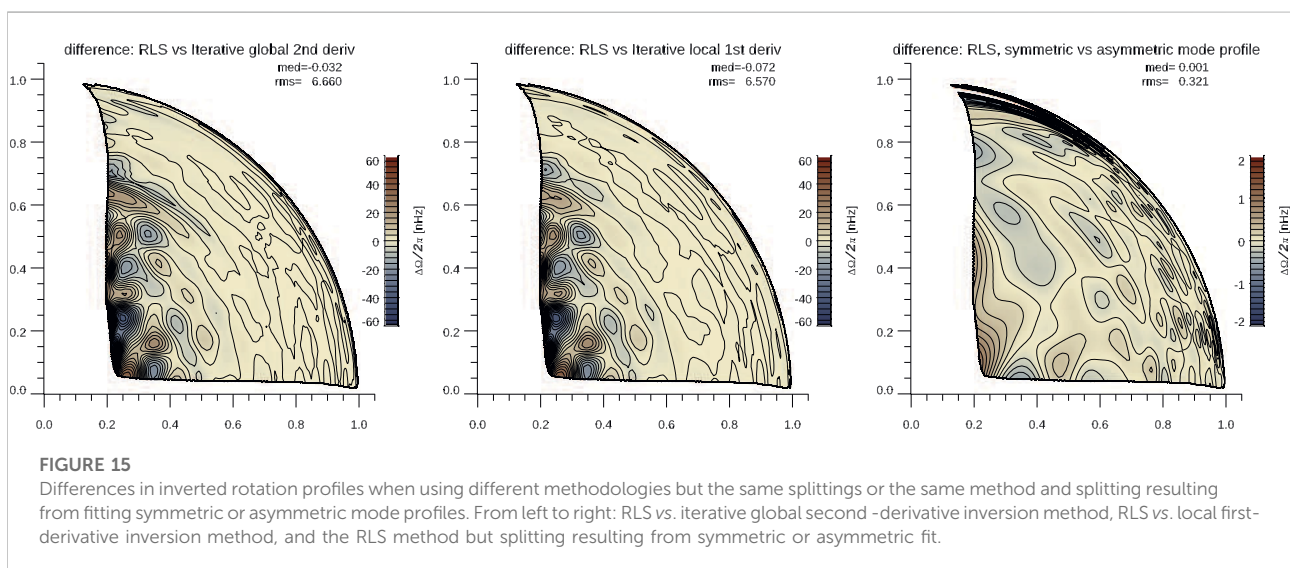 difference: RLS vs Iterative global 2nd deriv
med=-0.032
rms= 6.660
1.0
0.8
0.6
0.4
0.2
0.0
0.0 0.2 0.4 0.6 0.8 1.0
60
40
20
0
-20
-40
-60
ΔΩ/2π [nHz]
difference: RLS vs Iterative local 1st deriv
med=-0.072
rms= 6.570
1.0
0.8
0.6
0.4
0.2
0.0
0.0 0.2 0.4 0.6 0.8 1.0
60
40
20
0
-20
-40
-60
ΔΩ/2π [nHz]
difference: RLS, symmetric vs asymmetric mode profile
med= 0.001
rms= 0.321
1.0
0.8
0.6
0.4
0.2
0.0
0.0 0.2 0.4 0.6 0.8 1.0
2
1
0
-1
-2
ΔΩ/2π [nHz]
FIGURE 15
Differences in inverted rotation profiles when using different methodologies but the same splittings or the same method and splitting resulting
from fitting symmetric or asymmetric mode profiles. From left to right: RLS vs. iterative global second -derivative inversion method, RLS vs. local first-
derivative inversion method, and the RLS method but splitting resulting from symmetric or asymmetric fit.